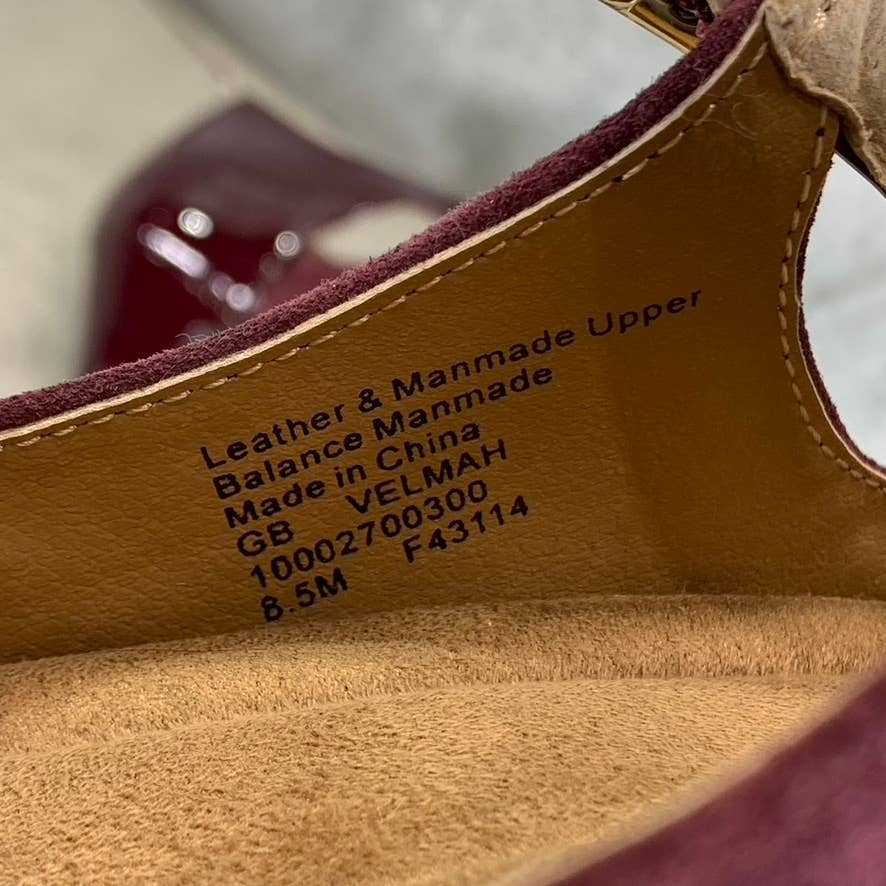 Leather & Manmade Upper
Balance Manmade
Made in China
GB VELMAH
10002700300
8.5M F43114